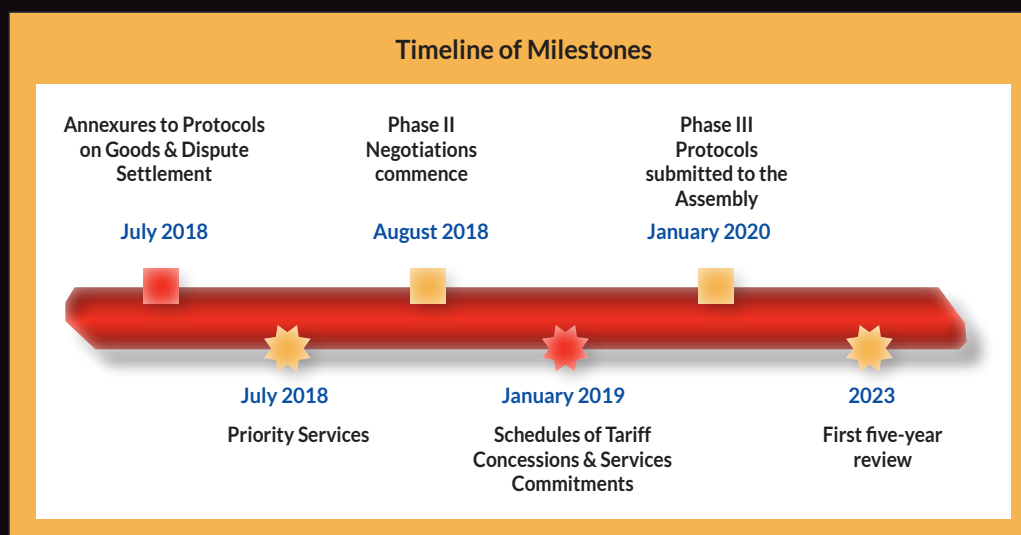 Timeline of Milestones
Annexures to Protocols
on Goods & Dispute
Settlement
July 2018
Phase II
Negotiations
commence
August 2018
Phase III
Protocols
submitted to the
Assembly
January 2020
July 2018
Priority Services
January 2019
Schedules of Tariff
Concessions & Services
Commitments
2023
First five-year
review